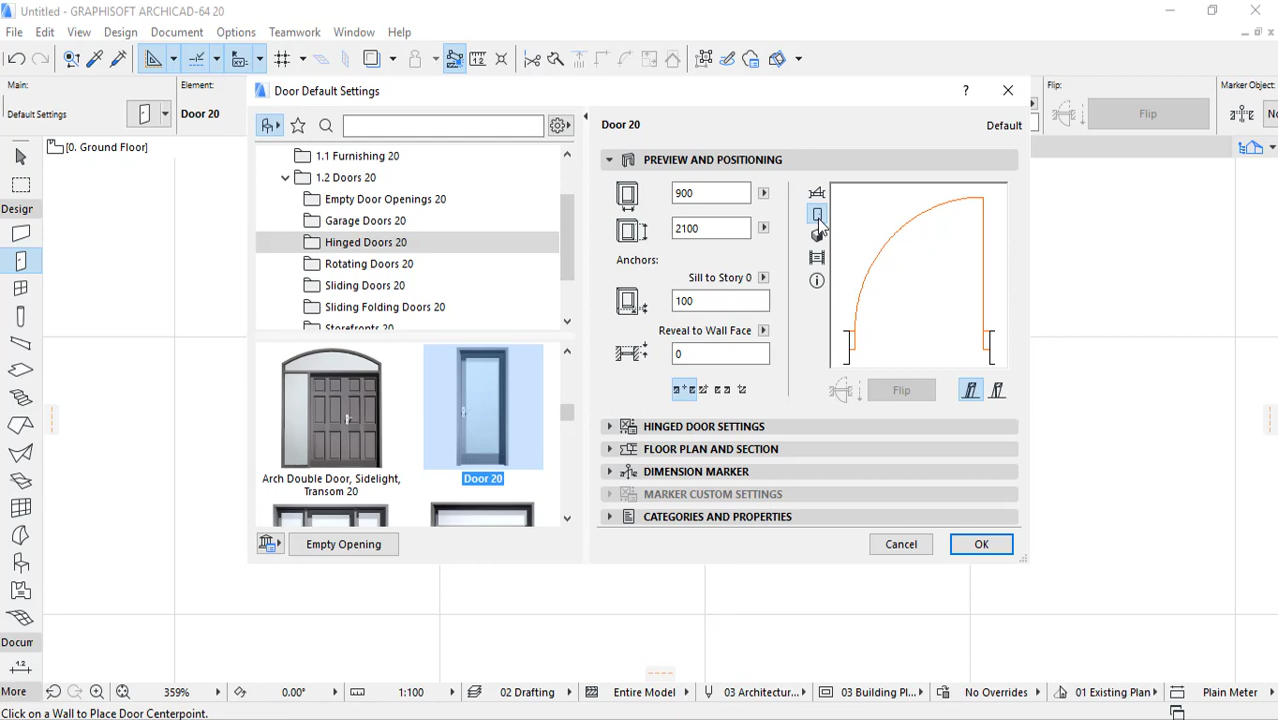 Untitled - GRAPHISOFT ARCHICAD-64 20
File Edit View Design Document Options Teamwork Window Help
Main:
Default Settings
Element:
Door 20
Door Default Settings
Flip:
Flip
Marker Object:
[0. Ground Floor]
Design
Docum
More
1.2
1.1 Furnishing 20
1.2 Doors 20
Empty Door Openings 20
Garage Doors 20
Hinged Doors 20
Rotating Doors 20
Sliding Doors 20
Sliding Folding Doors 20
Storefronts 20
Arch Double Door, Sidelight,
Transom 20
Door 20
Empty Opening
Door 20
Default
PREVIEW AND POSITIONING
900
2100
Anchors:
Sill to Story 0
100
Reveal to Wall Face
0
Flip
HINGED DOOR SETTINGS
FLOOR PLAN AND SECTION
DIMENSION MARKER
MARKER CUSTOM SETTINGS
CATEGORIES AND PROPERTIES
Cancel
OK
359%
0.00°
1:100
02 Drafting
Entire Model
03 Architectur...
03 Building Pl...
No Overrides
01 Existing Plan
Plain Meter
Click on a Wall to Place Door Centerpoint.